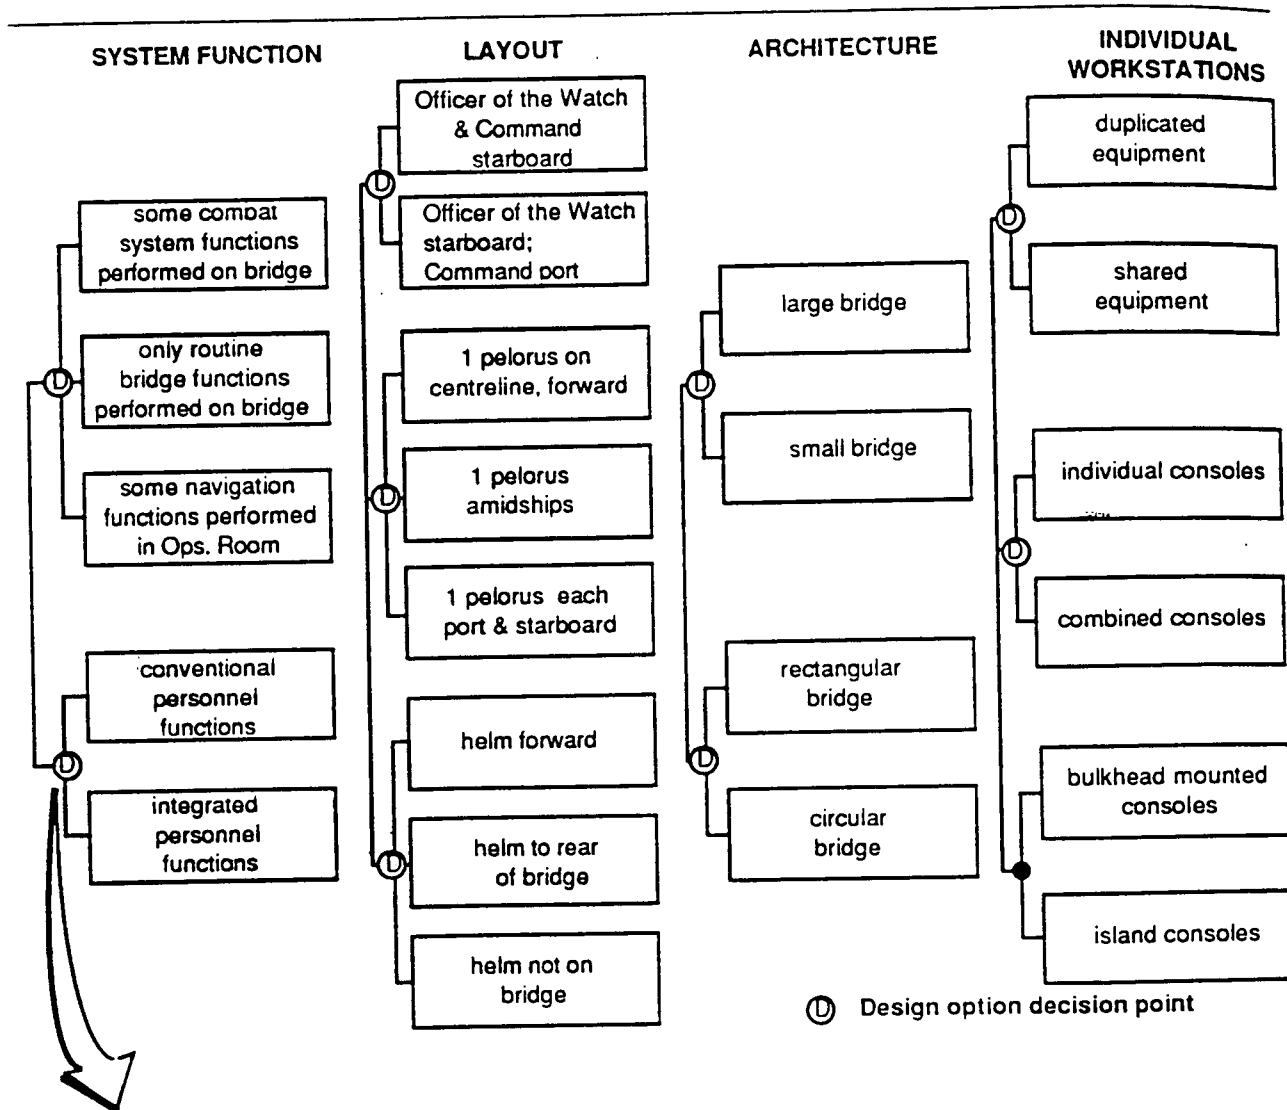 SYSTEM FUNCTION
some combat
system functions
performed on bridge
D
only routine
bridge functions
performed on bridge
some navigation
functions performed
in Ops. Room
conventional
personnel
functions
D
integrated
personnel
functions
LAYOUT
Officer of the Watch
& Command
starboard
D
Officer of the Watch
starboard;
Command port
1 pelorus on
centreline, forward
D
1 pelorus
amidships
1 pelorus each
port & starboard
helm forward
D
helm to rear
of bridge
helm not on
bridge
ARCHITECTURE
large bridge
D
small bridge
rectangular
bridge
D
circular
bridge
INDIVIDUAL
WORKSTATIONS
duplicated
equipment
D
shared
equipment
individual consoles
D
combined consoles
bulkhead mounted
consoles
island consoles
D Design option decision point